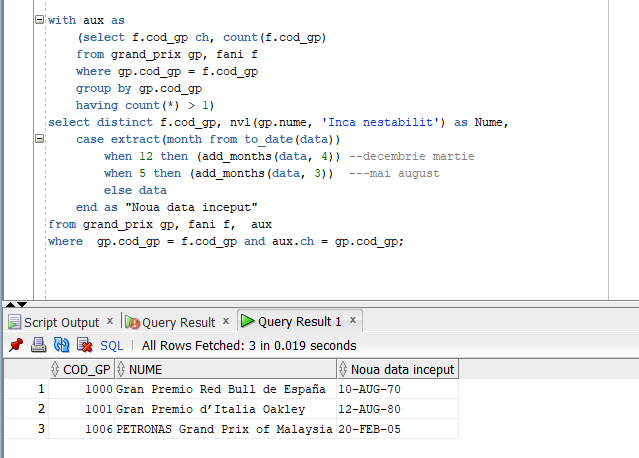 with aux as
(select f.cod_gp ch, count(f.cod_gp)
from grand_prix gp, fani f
where gp.cod_gp = f.cod_gp
group by gp.cod_gp
having count(*) > 1)
select distinct f.cod_gp, nvl(gp.nume, 'Inca nestabilit') as Nume,
case extract(month from to_date(data))
when 12 then (add_months(data, 4)) --decembrie martie
when 5 then (add_months(data, 3)) ---mai august
else data
end as "Noua data inceput"
from grand_prix gp, fani f, aux
where gp.cod_gp = f.cod_gp and aux.ch = gp.cod_gp;
Script Output x Query Result x Query Result 1 x
SQL | All Rows Fetched: 3 in 0.019 seconds
COD_GP NUME Noua data inceput
1 1000 Gran Premio Red Bull de España 10-AUG-70
2 1001 Gran Premio d’Italia Oakley 12-AUG-80
3 1006 PETRONAS Grand Prix of Malaysia 20-FEB-05